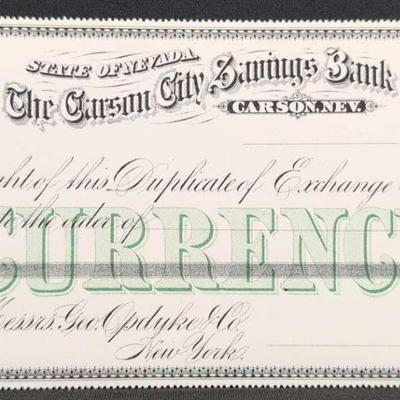 STATE OF NEVADA.
The Carson City Savings Bank
CARSON, NEV.
ght of this Duplicate of Exchange
the order of
CURRENC
Messrs. Geo. Opdyke & Co.
New York.